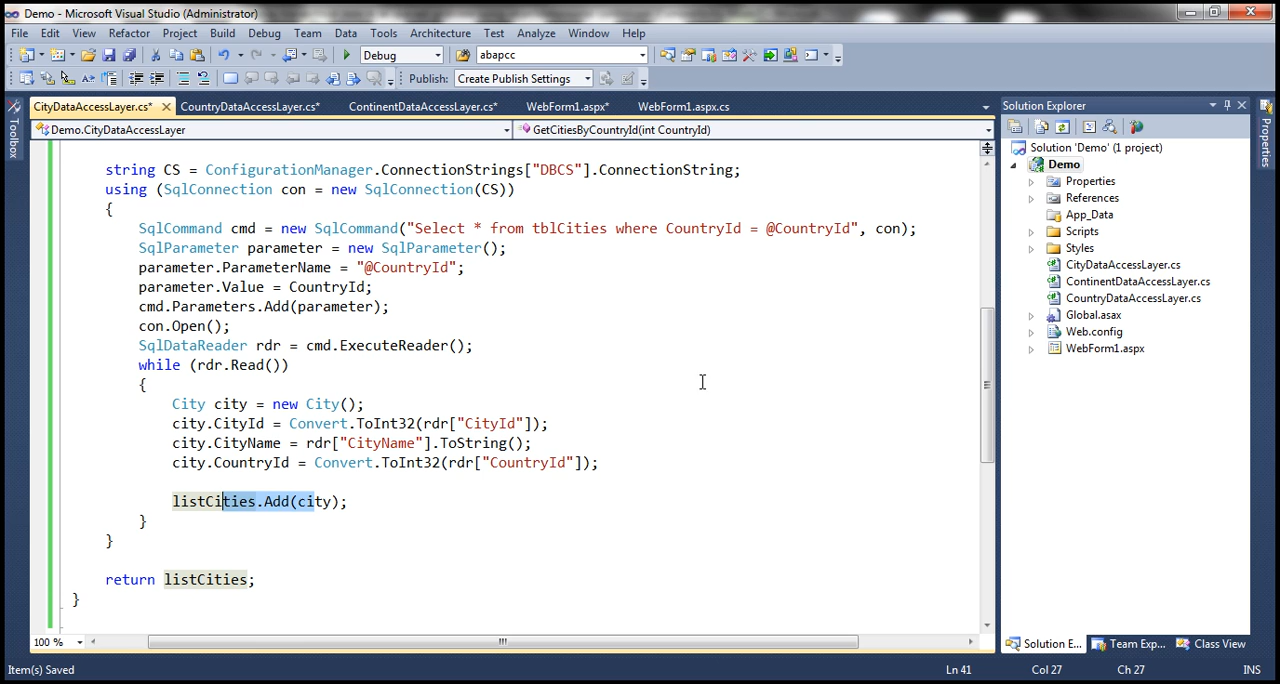 Demo - Microsoft Visual Studio (Administrator)
File Edit View Refactor Project Build Debug Team Data Tools Architecture Test Analyze Window Help
Debug abapcc
Publish: Create Publish Settings
CityDataAccessLayer.cs* CountryDataAccessLayer.cs* ContinentDataAccessLayer.cs* WebForm1.aspx* WebForm1.aspx.cs
Demo.CityDataAccessLayer GetCitiesByCountryId(int CountryId)
Toolbox
string CS = ConfigurationManager.ConnectionStrings["DBCS"].ConnectionString;
using (SqlConnection con = new SqlConnection(CS))
{
SqlCommand cmd = new SqlCommand("Select * from tblCities where CountryId = @CountryId", con);
SqlParameter parameter = new SqlParameter();
parameter.ParameterName = "@CountryId";
parameter.Value = CountryId;
cmd.Parameters.Add(parameter);
con.Open();
SqlDataReader rdr = cmd.ExecuteReader();
while (rdr.Read())
{
City city = new City();
city.CityId = Convert.ToInt32(rdr["CityId"]);
city.CityName = rdr["CityName"].ToString();
city.CountryId = Convert.ToInt32(rdr["CountryId"]);
listCities.Add(city);
}
}
return listCities;
}
100 %
Solution Explorer
Solution 'Demo' (1 project)
Demo
Properties
References
App_Data
Scripts
Styles
CityDataAccessLayer.cs
ContinentDataAccessLayer.cs
CountryDataAccessLayer.cs
Global.asax
Web.config
WebForm1.aspx
Solution E... Team Exp... Class View
Properties
Item(s) Saved Ln 41 Col 27 Ch 27 INS